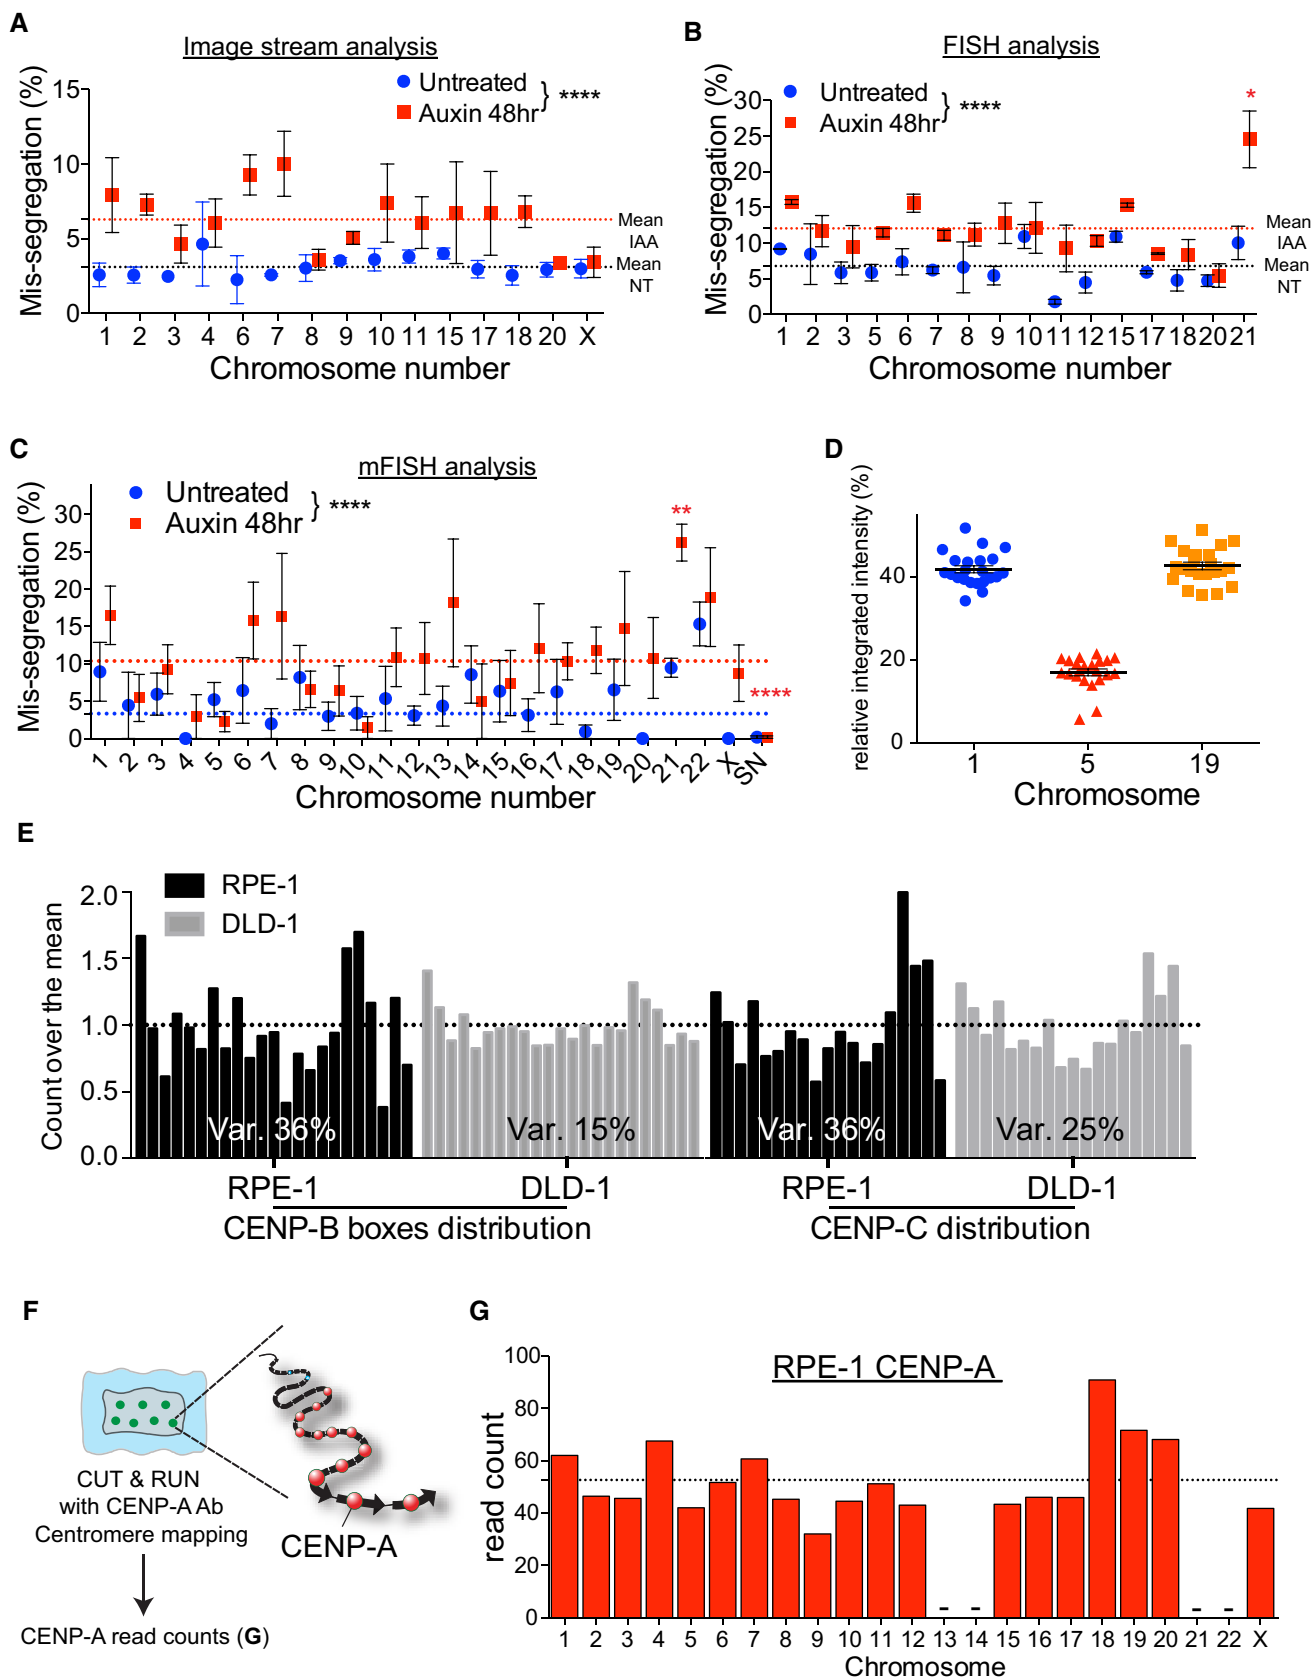 A
Image stream analysis
Mis-segregation (%)
15
10
5
0
Untreated
Auxin 48hr
} ****
Mean
IAA
Mean
NT
1 2 3 4 6 7 8 9 10 11 15 17 18 20 X
Chromosome number
B
FISH analysis
Mis-segregation (%)
30
25
20
15
10
5
0
Untreated
Auxin 48hr
} ****
*
Mean
IAA
Mean
NT
1 2 3 5 6 7 8 9 10 11 12 15 17 18 20 21
Chromosome number
C
mFISH analysis
Mis-segregation (%)
30
25
20
15
10
5
0
Untreated
Auxin 48hr
} ****
**
****
1 2 3 4 5 6 7 8 9 10 11 12 13 14 15 16 17 18 19 20 21 22 X SN
Chromosome number
D
relative integrated intensity (%)
40
20
0
1 5 19
Chromosome
E
RPE-1
DLD-1
Count over the mean
2.0
1.5
1.0
0.5
0.0
Var. 36% Var. 15% Var. 36% Var. 25%
RPE-1 DLD-1 RPE-1 DLD-1
CENP-B boxes distribution CENP-C distribution
F
CUT & RUN
with CENP-A Ab
Centromere mapping
CENP-A
CENP-A read counts (G)
G
RPE-1 CENP-A
read count
100
80
60
40
20
0
- - - -
1 2 3 4 5 6 7 8 9 10 11 12 13 14 15 16 17 18 19 20 21 22 X
Chromosome